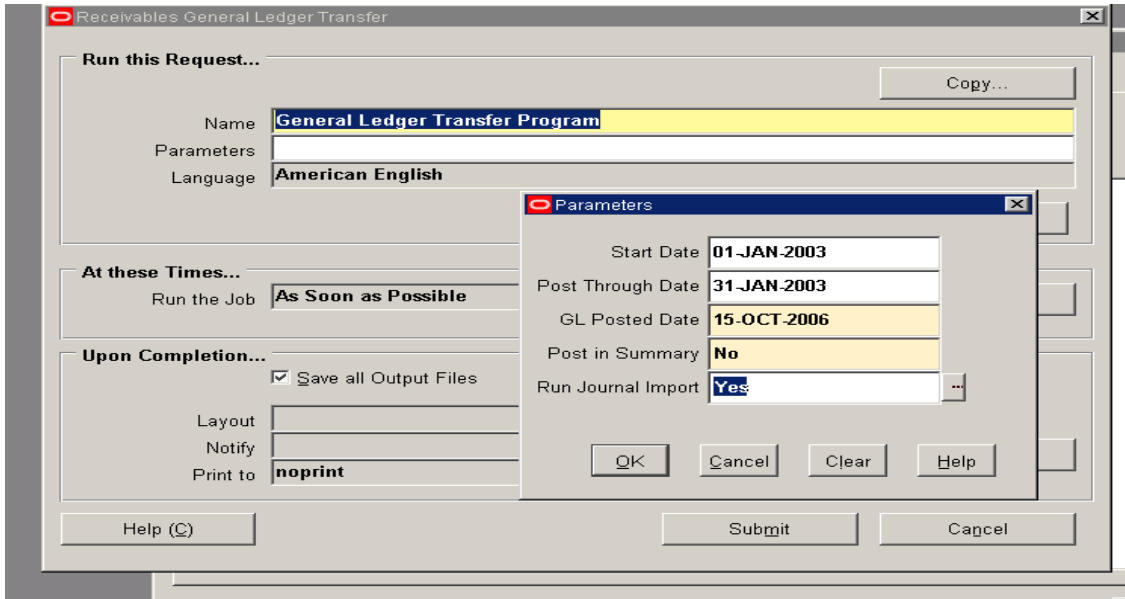 Receivables General Ledger Transfer
Run this Request...
Copy...
Name General Ledger Transfer Program
Parameters
Language American English
Parameters
Start Date 01-JAN-2003
Post Through Date 31-JAN-2003
GL Posted Date 15-OCT-2006
Post in Summary No
Run Journal Import Yes
OK Cancel Clear Help
At these Times...
Run the Job As Soon as Possible
Upon Completion...
Save all Output Files
Layout
Notify
Print to noprint
Help (C) Submit Cancel